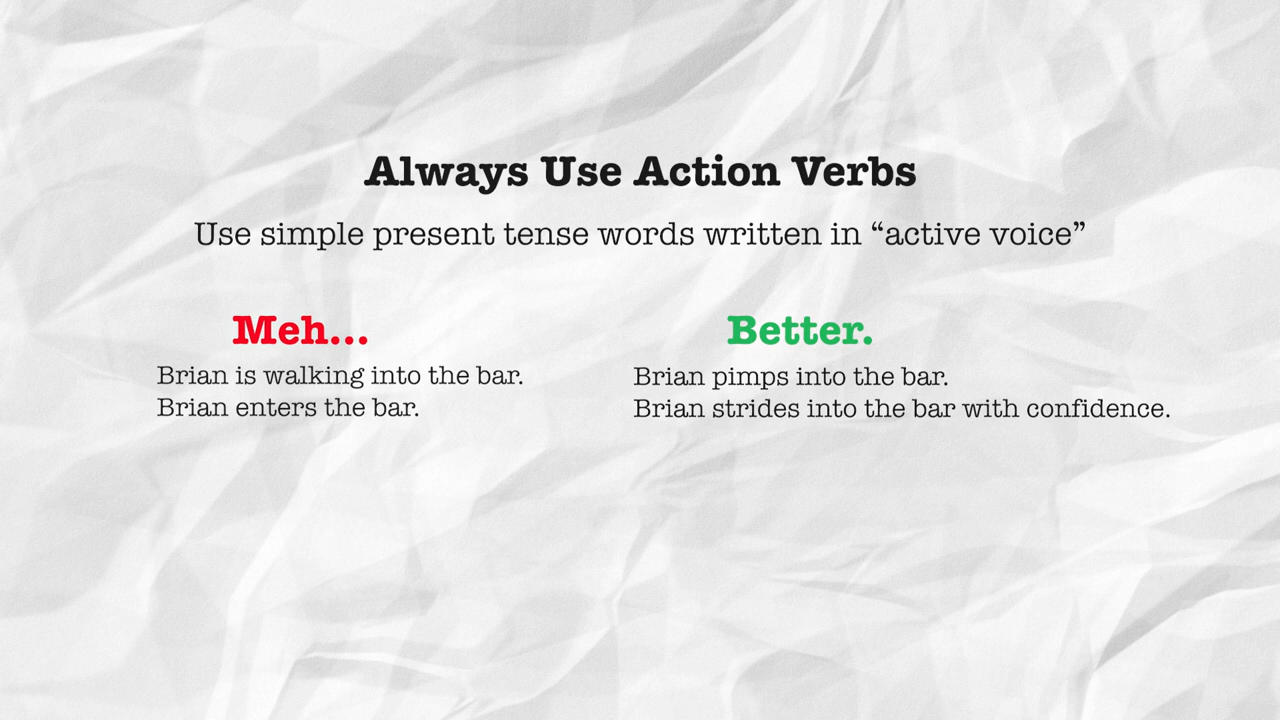 Always Use Action Verbs
Use simple present tense words written in “active voice”
Meh...
Brian is walking into the bar.
Brian enters the bar.
Better.
Brian pimps into the bar.
Brian strides into the bar with confidence.